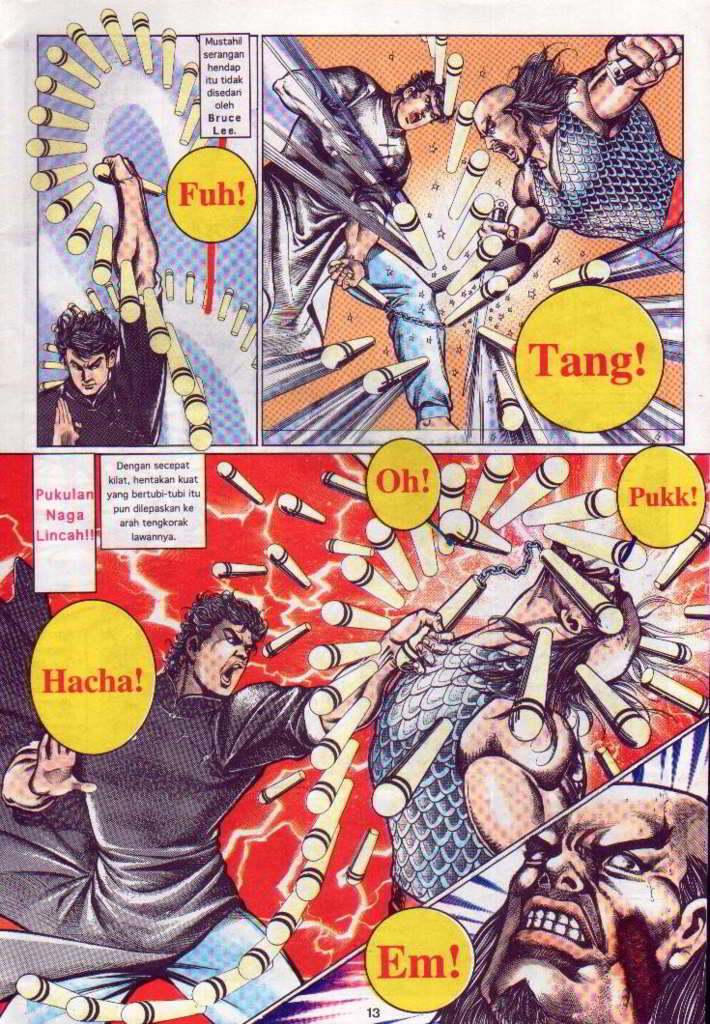 Mustahil
serangan
hendap
itu tidak
disedari
oleh
Bruce
Lee.
Fuh!
Tang!
Pukulan
Naga
Lincah!!
Dengan secepat
kilat, hentakan kuat
yang bertubi-tubi itu
pun dilepaskan ke
arah tengkorak
lawannya.
Oh!
Pukk!
Hacha!
Em!
13